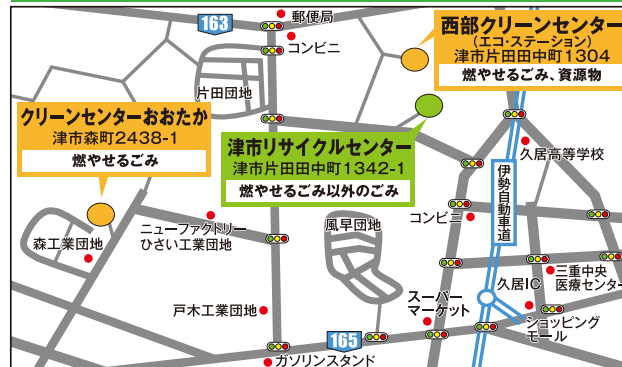 163
郵便局
コンビニ
西部クリーンセンター
(エコ・ステーション)
津市片田田中町1304
燃やせるごみ、資源物
片田団地
クリーンセンターおおたか
津市森町2438-1
燃やせるごみ
津市リサイクルセンター
津市片田田中町1342-1
燃やせるごみ以外のごみ
久居高等学校
伊勢自動車道
コンビニ
風早団地
ニューファクトリー
ひさい工業団地
森工業団地
三重中央
医療センター
久居IC
スーパー
マーケット
戸木工業団地
ショッピング
モール
165
ガソリンスタンド